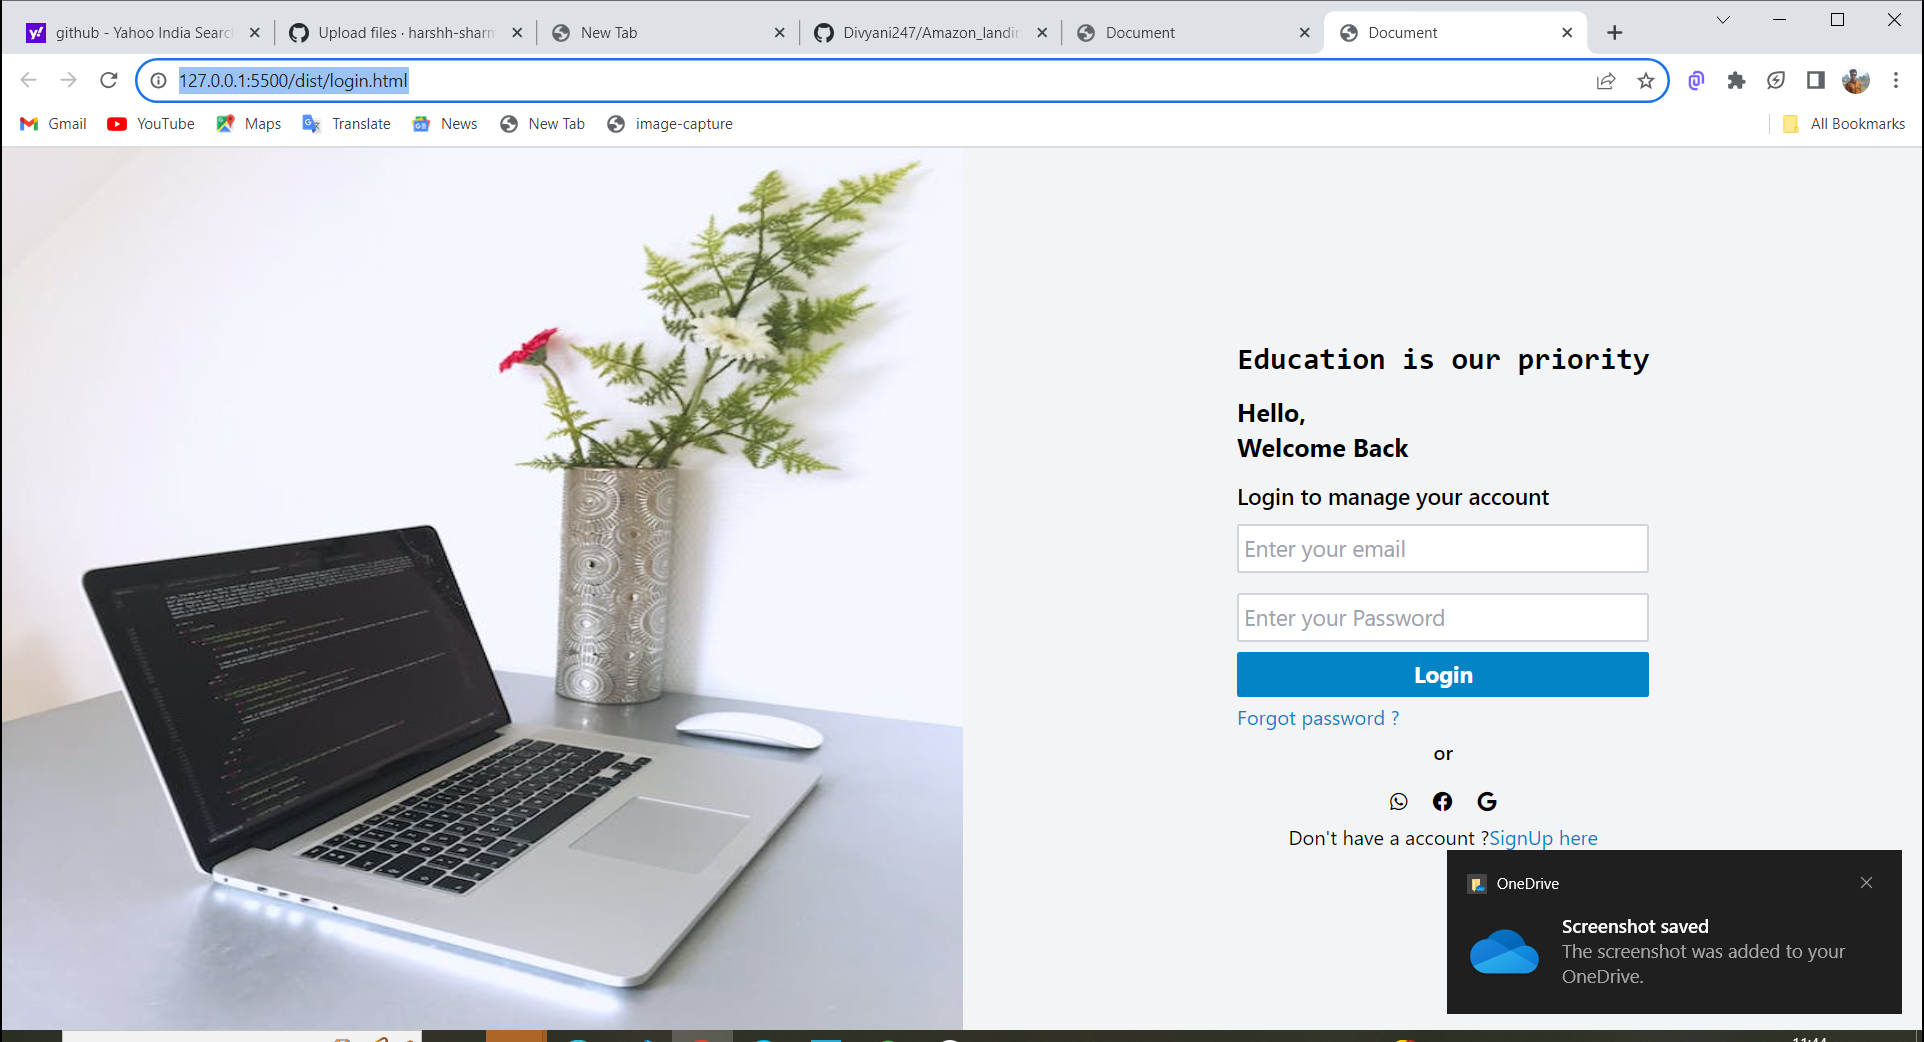 github - Yahoo India Searc
Upload files · harshh-sharm
New Tab
Divyani247/Amazon_landin
Document
Document
127.0.0.1:5500/dist/login.html
Gmail
YouTube
Maps
Translate
News
New Tab
image-capture
All Bookmarks
Education is our priority
Hello,
Welcome Back
Login to manage your account
Enter your email
Enter your Password
Login
Forgot password ?
or
Don't have a account ?SignUp here
OneDrive
Screenshot saved
The screenshot was added to your
OneDrive.
11:44